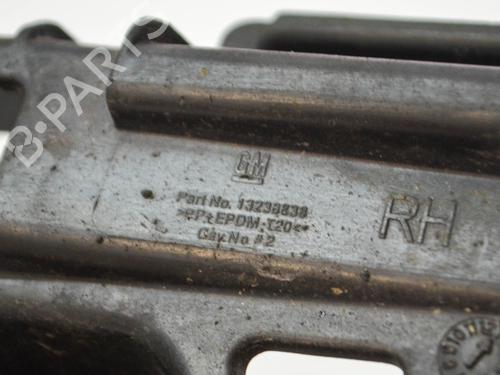 B-PARTS
GM
Part No. 13238838
>PP+EPDM-T20<
Cav. No #2
RH